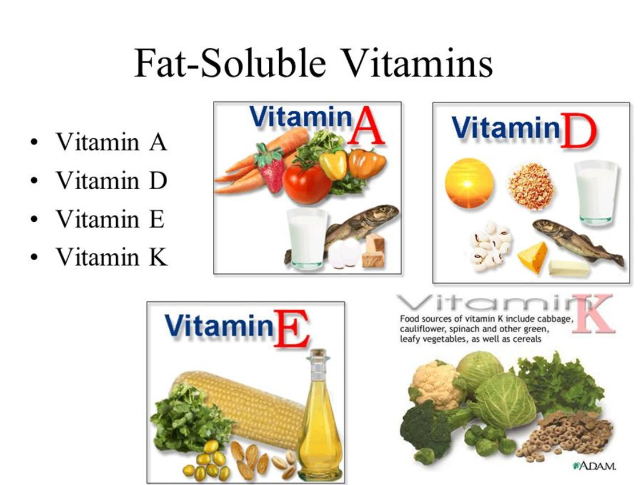 Fat-Soluble Vitamins
• Vitamin A
• Vitamin D
• Vitamin E
• Vitamin K
Vitamin A
Vitamin D
Vitamin E
Vitamin K
Food sources of vitamin K include cabbage,
cauliflower, spinach and other green,
leafy vegetables, as well as cereals
ADAM.